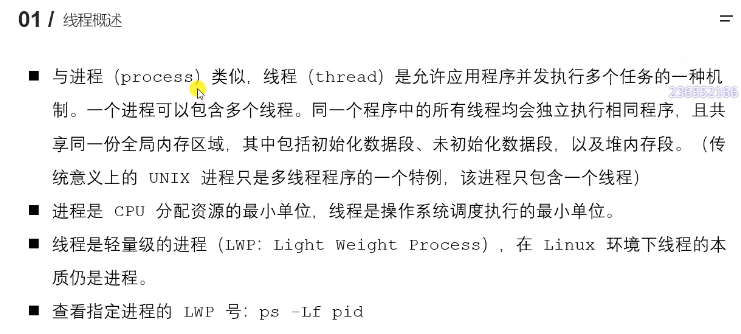 01 / 线程概述
■ 与进程（process）类似，线程（thread）是允许应用程序并发执行多个任务的一种机
制。一个进程可以包含多个线程。同一个程序中的所有线程均会独立执行相同程序，且共
236552166
享同一份全局内存区域，其中包括初始化数据段、未初始化数据段，以及堆内存段。（传
统意义上的 UNIX 进程只是多线程程序的一个特例，该进程只包含一个线程）
■ 进程是 CPU 分配资源的最小单位，线程是操作系统调度执行的最小单位。
■ 线程是轻量级的进程（LWP：Light Weight Process），在 Linux 环境下线程的本
质仍是进程。
■ 查看指定进程的 LWP 号：ps -Lf pid